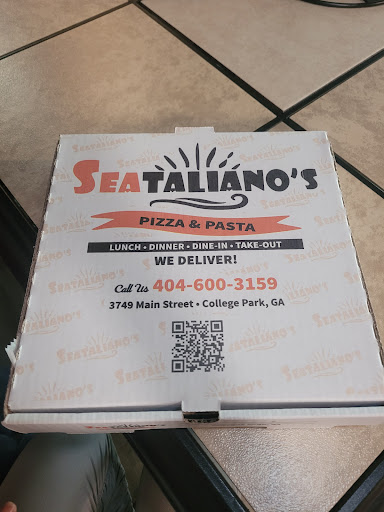 SEATALIANO'S
PIZZA & PASTA
LUNCH • DINNER • DINE-IN • TAKE-OUT
WE DELIVER!
Call Us 404-600-3159
3749 Main Street • College Park, GA